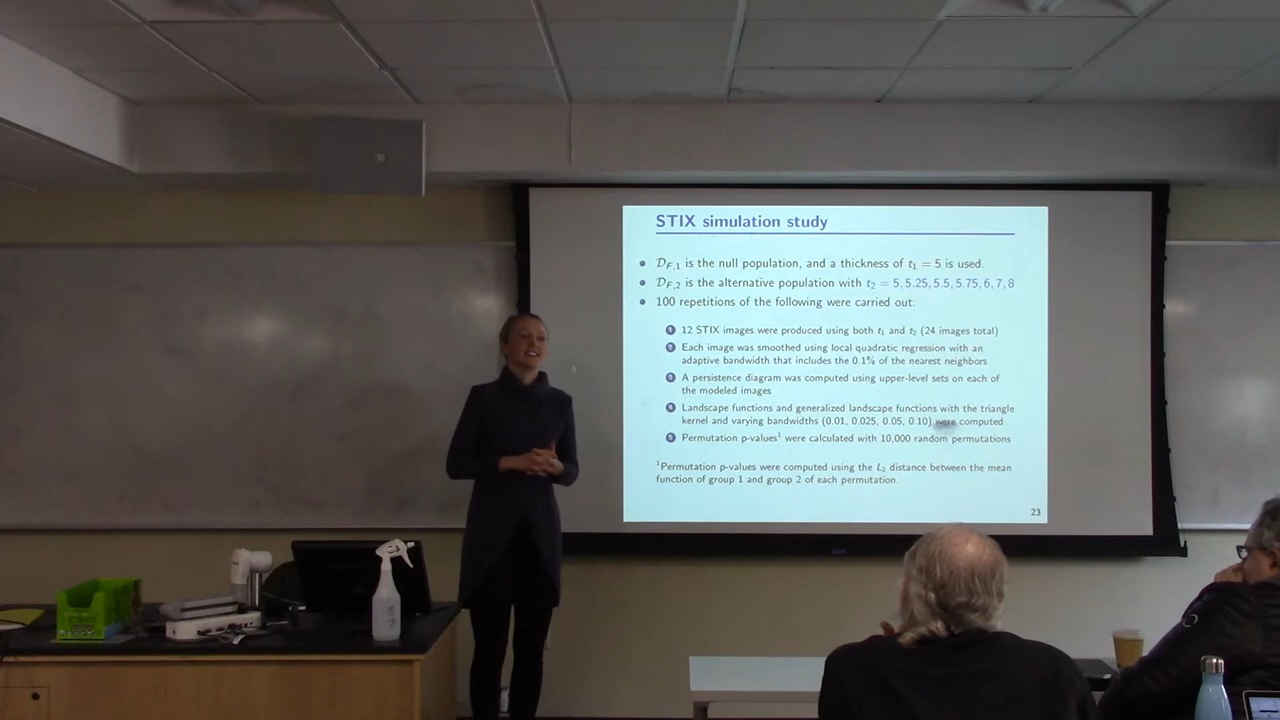 STIX simulation study
• 𝒟F,1 is the null population, and a thickness of t1 = 5 is used.
• 𝒟F,2 is the alternative population with t2 = 5, 5.25, 5.5, 5.75, 6, 7, 8
• 100 repetitions of the following were carried out:
1 12 STIX images were produced using both t1 and t2 (24 images total)
2 Each image was smoothed using local quadratic regression with an
adaptive bandwidth that includes the 0.1% of the nearest neighbors
3 A persistence diagram was computed using upper-level sets on each of
the modeled images
4 Landscape functions and generalized landscape functions with the triangle
kernel and varying bandwidths (0.01, 0.025, 0.05, 0.10) were computed
5 Permutation p-values1 were calculated with 10,000 random permutations
1Permutation p-values were computed using the L2 distance between the mean
function of group 1 and group 2 of each permutation.
23